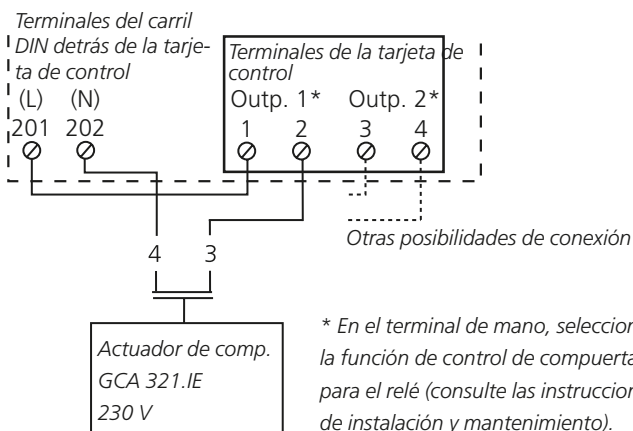 Terminales del carril
DIN detrás de la tarje-
ta de control
(L) (N)
201 202
Terminales de la tarjeta de
control
Outp. 1* Outp. 2*
1 2 3 4
Otras posibilidades de conexión
4 3
Actuador de comp.
GCA 321.IE
230 V
* En el terminal de mano, seleccion
la función de control de compuerta
para el relé (consulte las instruccion
de instalación y mantenimiento).